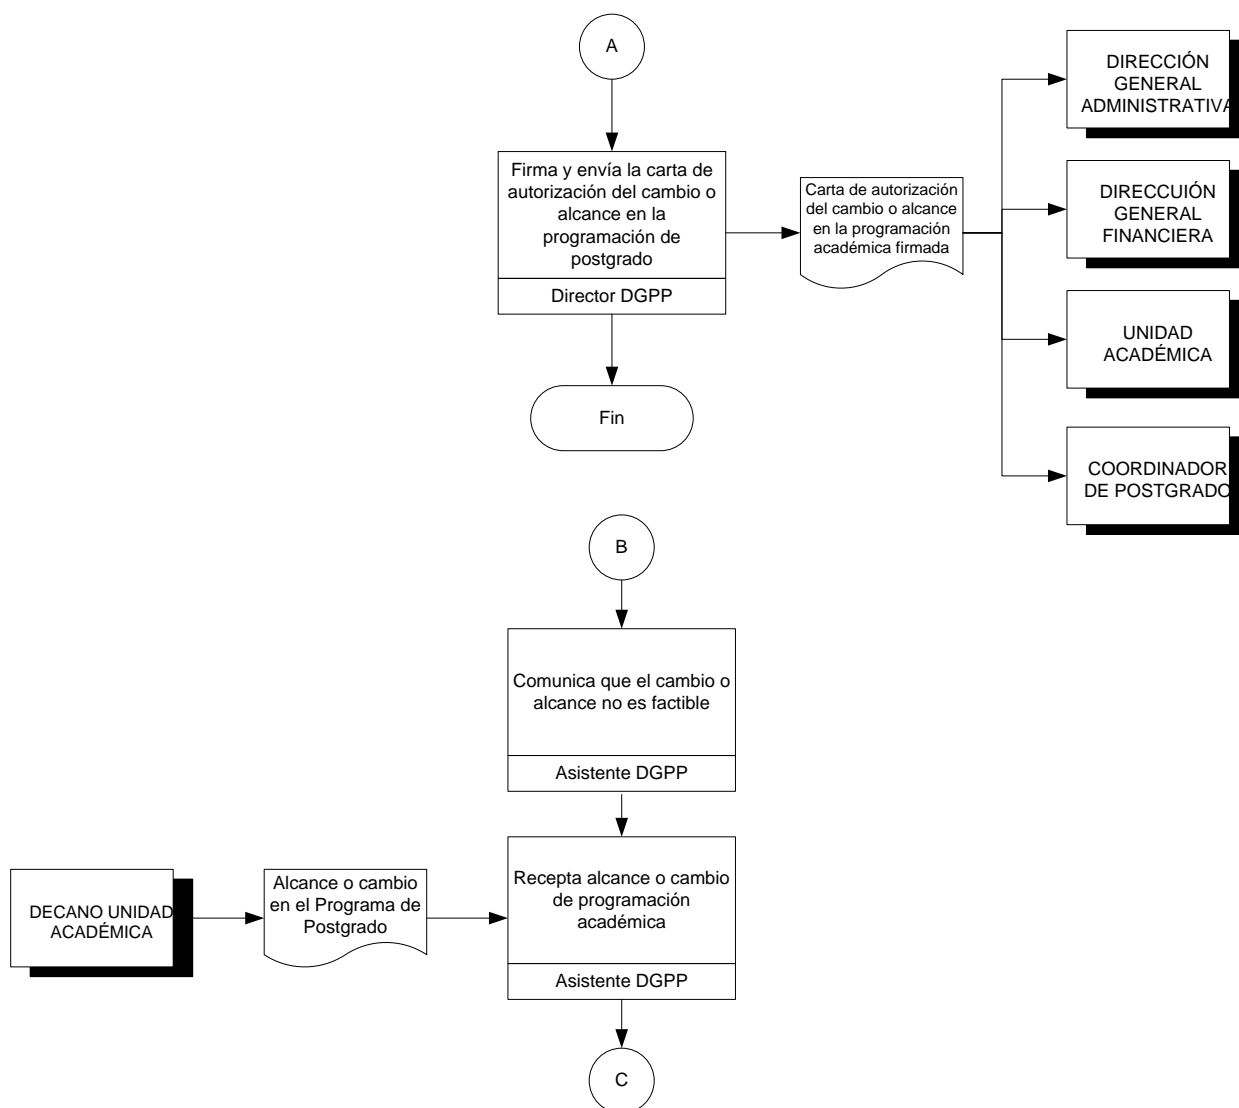 A
Firma y envía la carta de
autorización del cambo o
alcance en la
programación de
postgrado
Director DGPP
Carta de autorización
del cambo o alcance
en la programación
académica firmada
DIRECCIÓN
GENERAL
ADMINISTRATIVA
DIRECCUIÓN
GENERAL
FINANCIERA
UNIDAD
ACADÉMICA
COORDINADOR
DE POSTGRADO
Fin
B
Comunica que el cambio o
alcance no es factible
Asistente DGPP
DECANO UNIDAD
ACADÉMICA
Alcance o cambio
en el Programa de
Postgrado
Recepta alcance o cambio
de programación
académica
Asistente DGPP
C